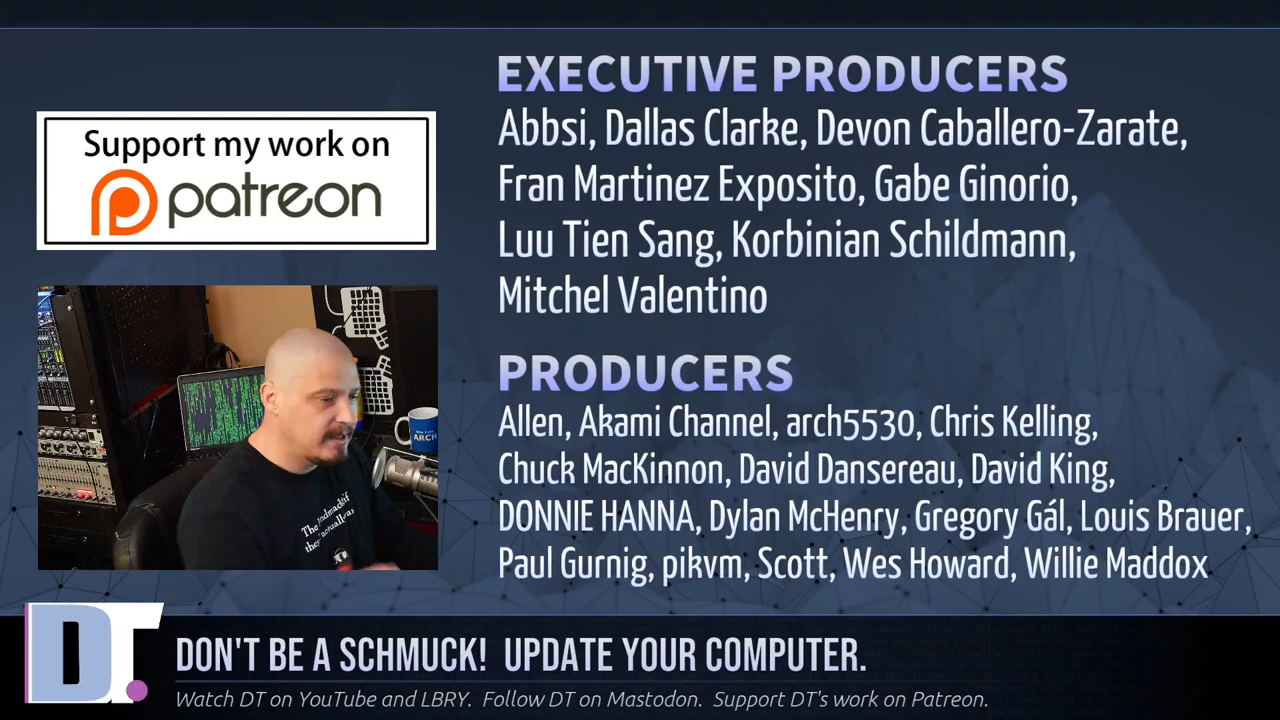 EXECUTIVE PRODUCERS
Abbsi, Dallas Clarke, Devon Caballero-Zarate,
Fran Martinez Exposito, Gabe Ginorio,
Luu Tien Sang, Korbinian Schildmann,
Mitchel Valentino
Support my work on
patreon
PRODUCERS
Allen, Akami Channel, arch5530, Chris Kelling,
Chuck MacKinnon, David Dansereau, David King,
DONNIE HANNA, Dylan McHenry, Gregory Gál, Louis Brauer,
Paul Gurnig, pikvm, Scott, Wes Howard, Willie Maddox
ARCH
The
they
DT.
DON'T BE A SCHMUCK! UPDATE YOUR COMPUTER.
Watch DT on YouTube and LBRY. Follow DT on Mastodon. Support DT's work on Patreon.